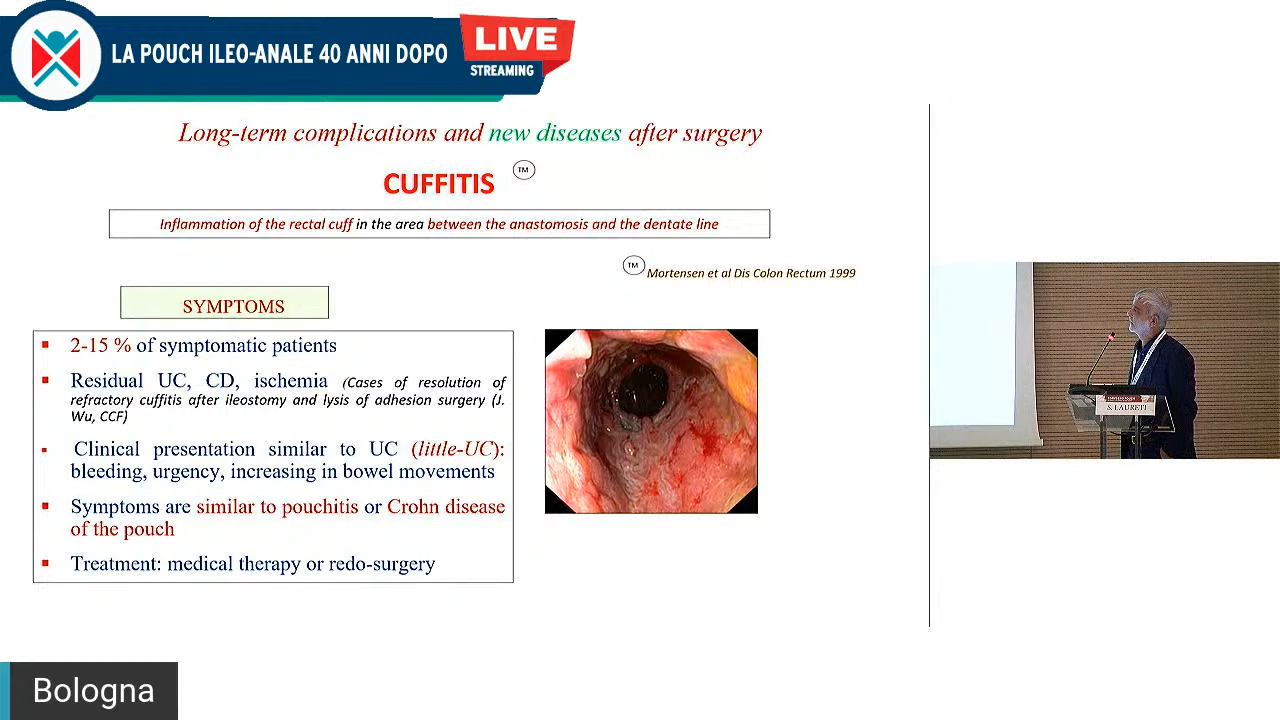 LA POUCH ILEO-ANALE 40 ANNI DOPO
LIVE
STREAMING
Long-term complications and new diseases after surgery
CUFFITIS ™
Inflammation of the rectal cuff in the area between the anastomosis and the dentate line
™ Mortensen et al Dis Colon Rectum 1999
SYMPTOMS
▪ 2-15 % of symptomatic patients
▪ Residual UC, CD, ischemia (Cases of resolution of
refractory cuffitis after ileostomy and lysis of adhesion surgery (J.
Wu, CCF)
▪ Clinical presentation similar to UC (little-UC):
bleeding, urgency, increasing in bowel movements
▪ Symptoms are similar to pouchitis or Crohn disease
of the pouch
▪ Treatment: medical therapy or redo-surgery
S. LAURETI
Bologna